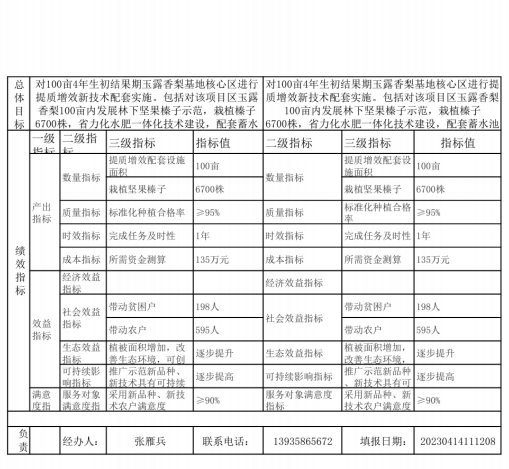 总体目标
对100亩4年生初结果期玉露香梨基地核心区进行
提质增效新技术配套实施。包括对该项目区玉露
香梨100亩内发展林下坚果榛子示范，栽植榛子
6700株，省力化水肥一体化技术建设，配套蓄水
对100亩4年生初结果期玉露香梨基地核心区进行提
质增效新技术配套实施。包括对该项目区玉露香梨
100亩内发展林下坚果榛子示范，栽植榛子
6700株，省力化水肥一体化技术建设，配套蓄水池
绩效指标
一级指标 二级指标 三级指标 指标值 二级指标 三级指标 指标值
产出指标
数量指标 提质增效配套设施面积 100亩 数量指标 提质增效配套设施面积 100亩
栽植坚果榛子 6700株 栽植坚果榛子 6700株
质量指标 标准化种植合格率 ≥95% 质量指标 标准化种植合格率 ≥95%
时效指标 完成任务及时性 1年 时效指标 完成任务及时性 1年
成本指标 所需资金测算 135万元 成本指标 所需资金测算 135万元
效益指标
经济效益指标 经济效益指标
社会效益指标 带动贫困户 198人 社会效益指标 带动贫困户 198人
带动农户 595人 带动农户 595人
生态效益指标 植被面积增加，改善生态环境，可创 逐步提升 生态效益指标 植被面积增加，改善生态环境， 逐步提升
可持续影响指标 推广示范新品种、新技术具有可持续 逐步提高 可持续影响指标 推广示范新品种、新技术具有可 逐步提高
满意度指
服务对象满意度指 采用新品种、新技术农户满意度 ≥90% 服务对象满意度指标 采用新品种、新技术农户满意度 ≥90%
负责 经办人： 张雁兵 联系电话： 13935865672 填报日期： 20230414111208